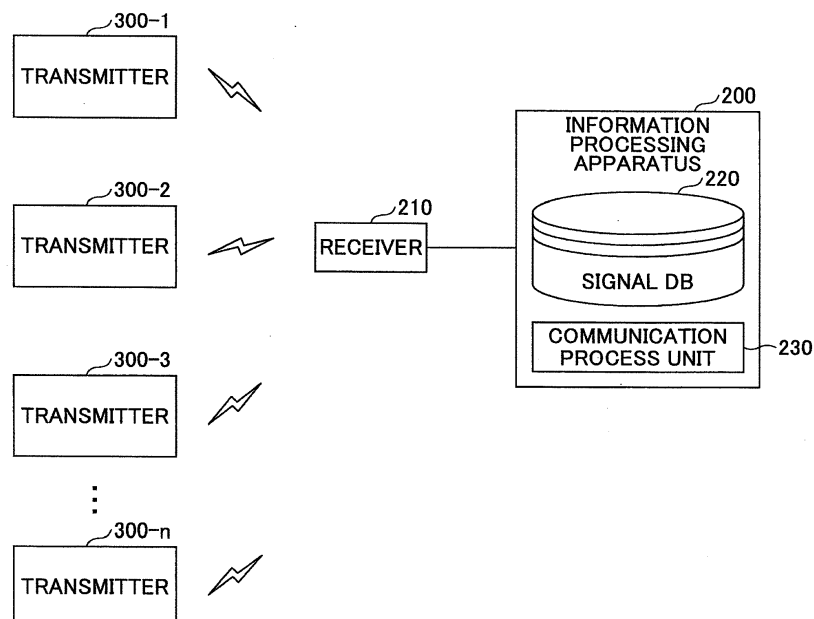 300-1
TRANSMITTER
300-2
TRANSMITTER
300-3
TRANSMITTER
300-n
TRANSMITTER
210
RECEIVER
200
INFORMATION
PROCESSING
APPARATUS
220
SIGNAL DB
COMMUNICATION
PROCESS UNIT
230